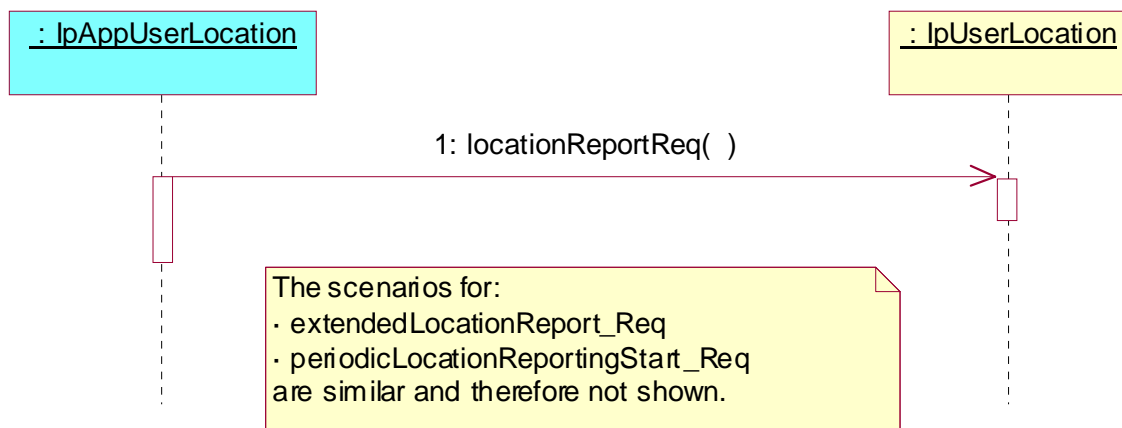 : IpAppUserLocation
: IpUserLocation
1: locationReportReq(  )
The scenarios for:
· extendedLocationReport_Req
· periodicLocationReportingStart_Req
are similar and therefore not shown.